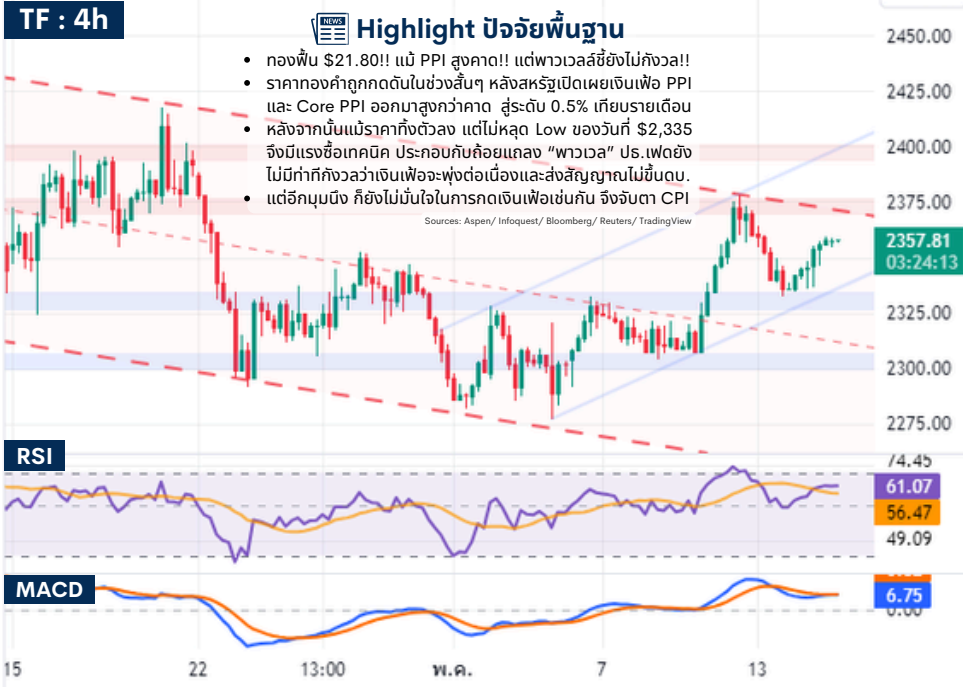 TF : 4h
NEWS
Highlight ปัจจัยพื้นฐาน
• ทองฟื้น $21.80!! แม้ PPI สูงคาด!! แต่พาวเวลล์ชี้ยังไม่กังวล!!
• ราคาทองคำถูกกดดันในช่วงสั้นๆ หลังสหรัฐเปิดเผยเงินเฟ้อ PPI
และ Core PPI ออกมาสูงกว่าคาด สู่ระดับ 0.5% เทียบรายเดือน
• หลังจากนั้นแม้ราคาทิ้งตัวลง แต่ไม่หลุด Low ของวันที่ $2,335
จึงมีแรงซื้อเทคนิค ประกอบกับถ้อยแถลง “พาวเวล” ปธ.เฟดยัง
ไม่มีท่าทีกังวลว่าเงินเฟ้อจะพุ่งต่อเนื่องและส่งสัญญาณไม่ขึ้นดบ.
• แต่อีกมุมนึง ก็ยังไม่มั่นใจในการกดเงินเฟ้อเช่นกัน จึงจับตา CPI
Sources: Aspen/ Infoquest/ Bloomberg/ Reuters/ TradingView
2450.00
2425.00
2400.00
2375.00
2357.81
03:24:13
2325.00
2300.00
2275.00
RSI
74.45
61.07
56.47
49.09
MACD
6.75
0.00
15
22
13:00
พ.ค.
7
13